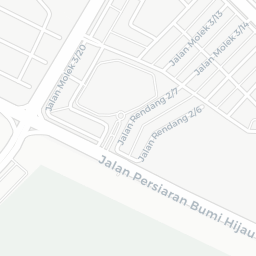 Jalan Molek 3/13
Jalan Molek 3/14
Jalan Molek 3/20
Jalan Rendang 2/7
Jalan Rendang 2/6
Jalan Persiaran Bumi Hijau